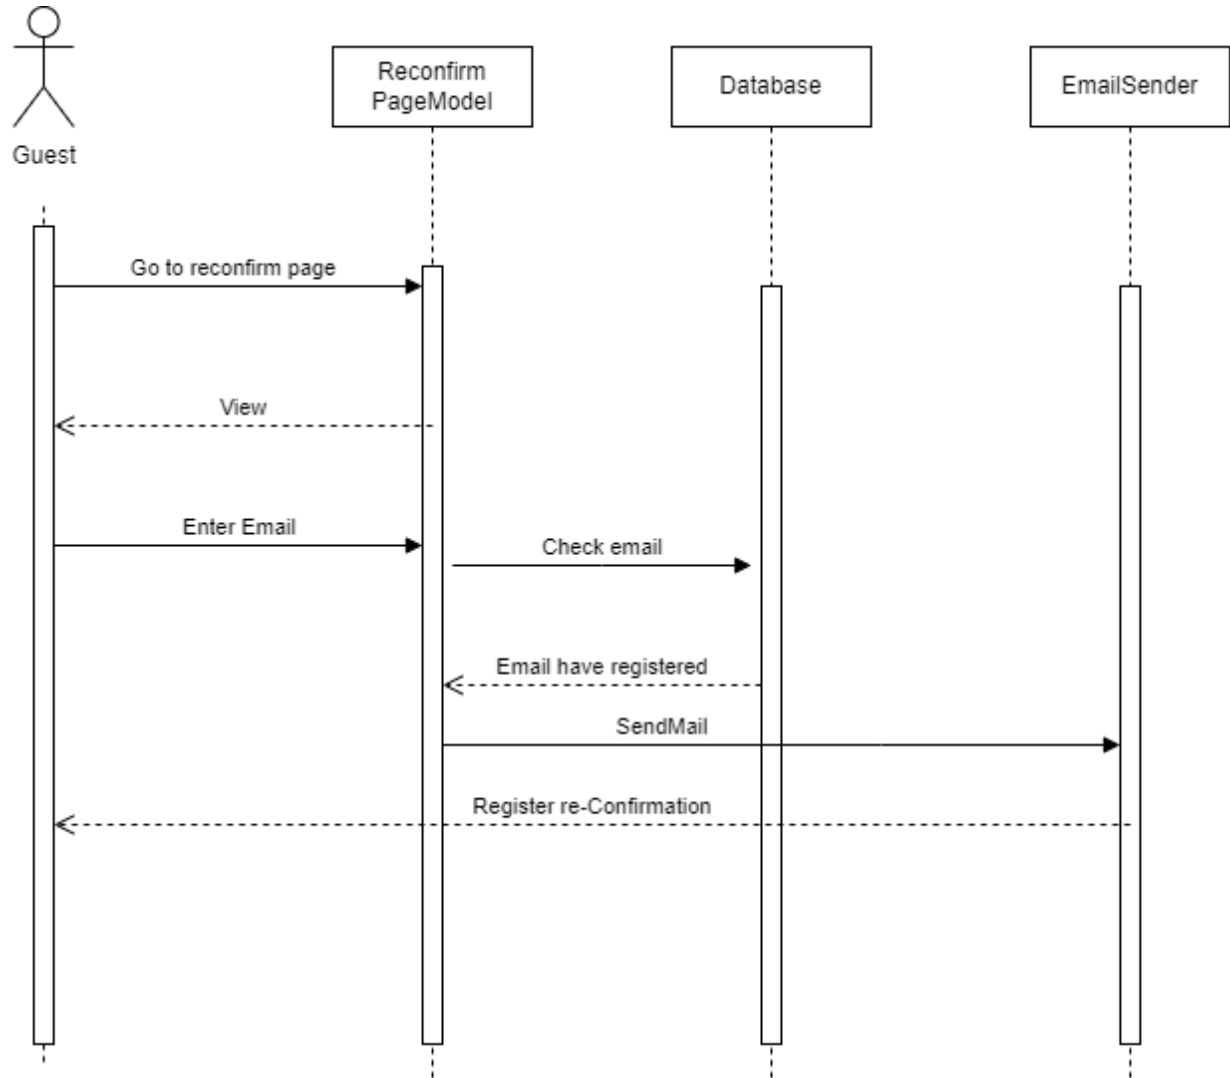 Reconfirm
PageModel
Database
EmailSender
Guest
Go to reconfirm page
View
Enter Email
Check email
Email have registered
SendMail
Register re-Confirmation